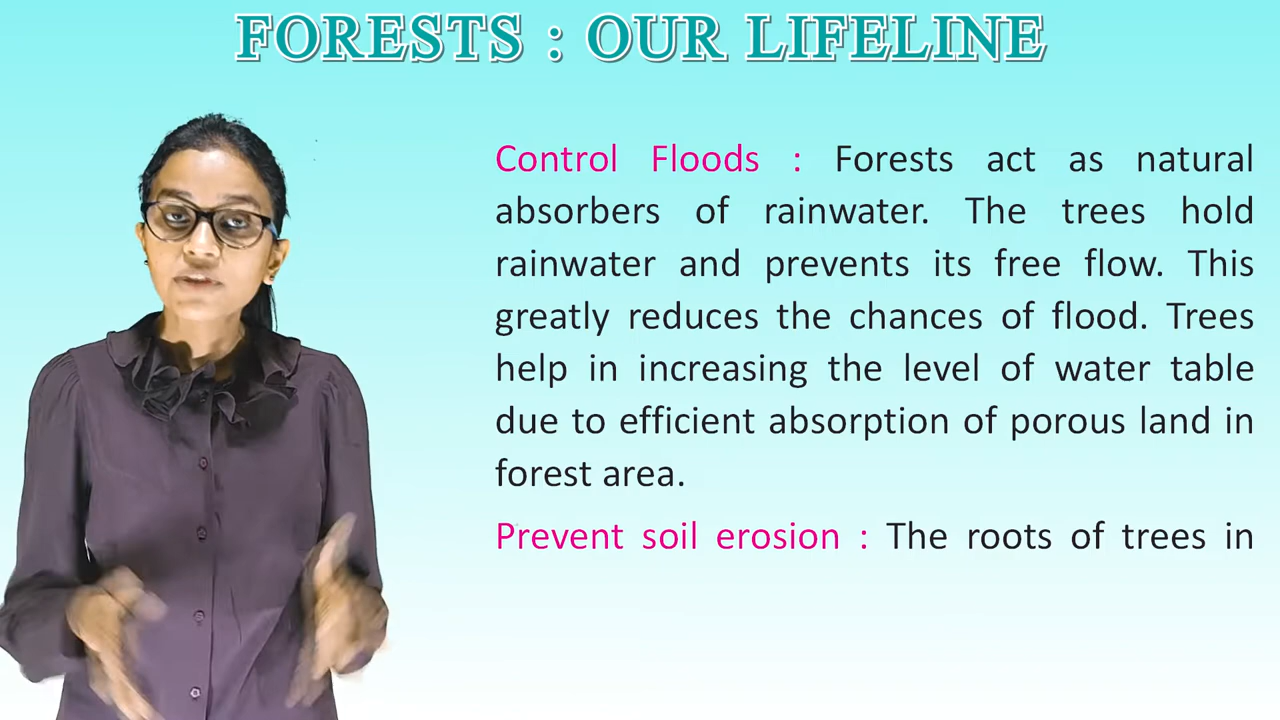 FORESTS : OUR LIFELINE
Control Floods : Forests act as natural
absorbers of rainwater. The trees hold
rainwater and prevents its free flow. This
greatly reduces the chances of flood. Trees
help in increasing the level of water table
due to efficient absorption of porous land in
forest area.
Prevent soil erosion : The roots of trees in